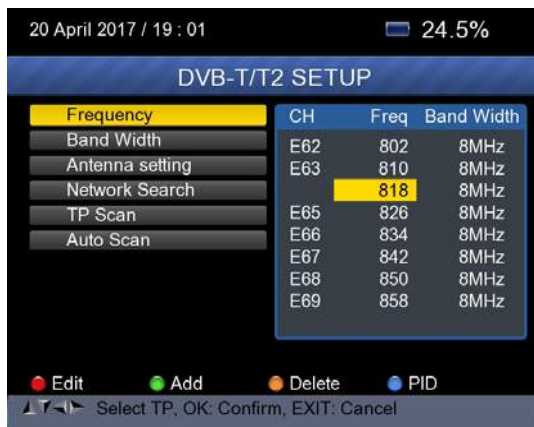 20 April 2017 / 19 : 01 24.5%
DVB-T/T2 SETUP
Frequency
Band Width
Antenna setting
Network Search
TP Scan
Auto Scan
CH Freq Band Width
E62 802 8MHz
E63 810 8MHz
818 8MHz
E65 826 8MHz
E66 834 8MHz
E67 842 8MHz
E68 850 8MHz
E69 858 8MHz
Edit Add Delete PID
Select TP, OK: Confirm, EXIT: Cancel